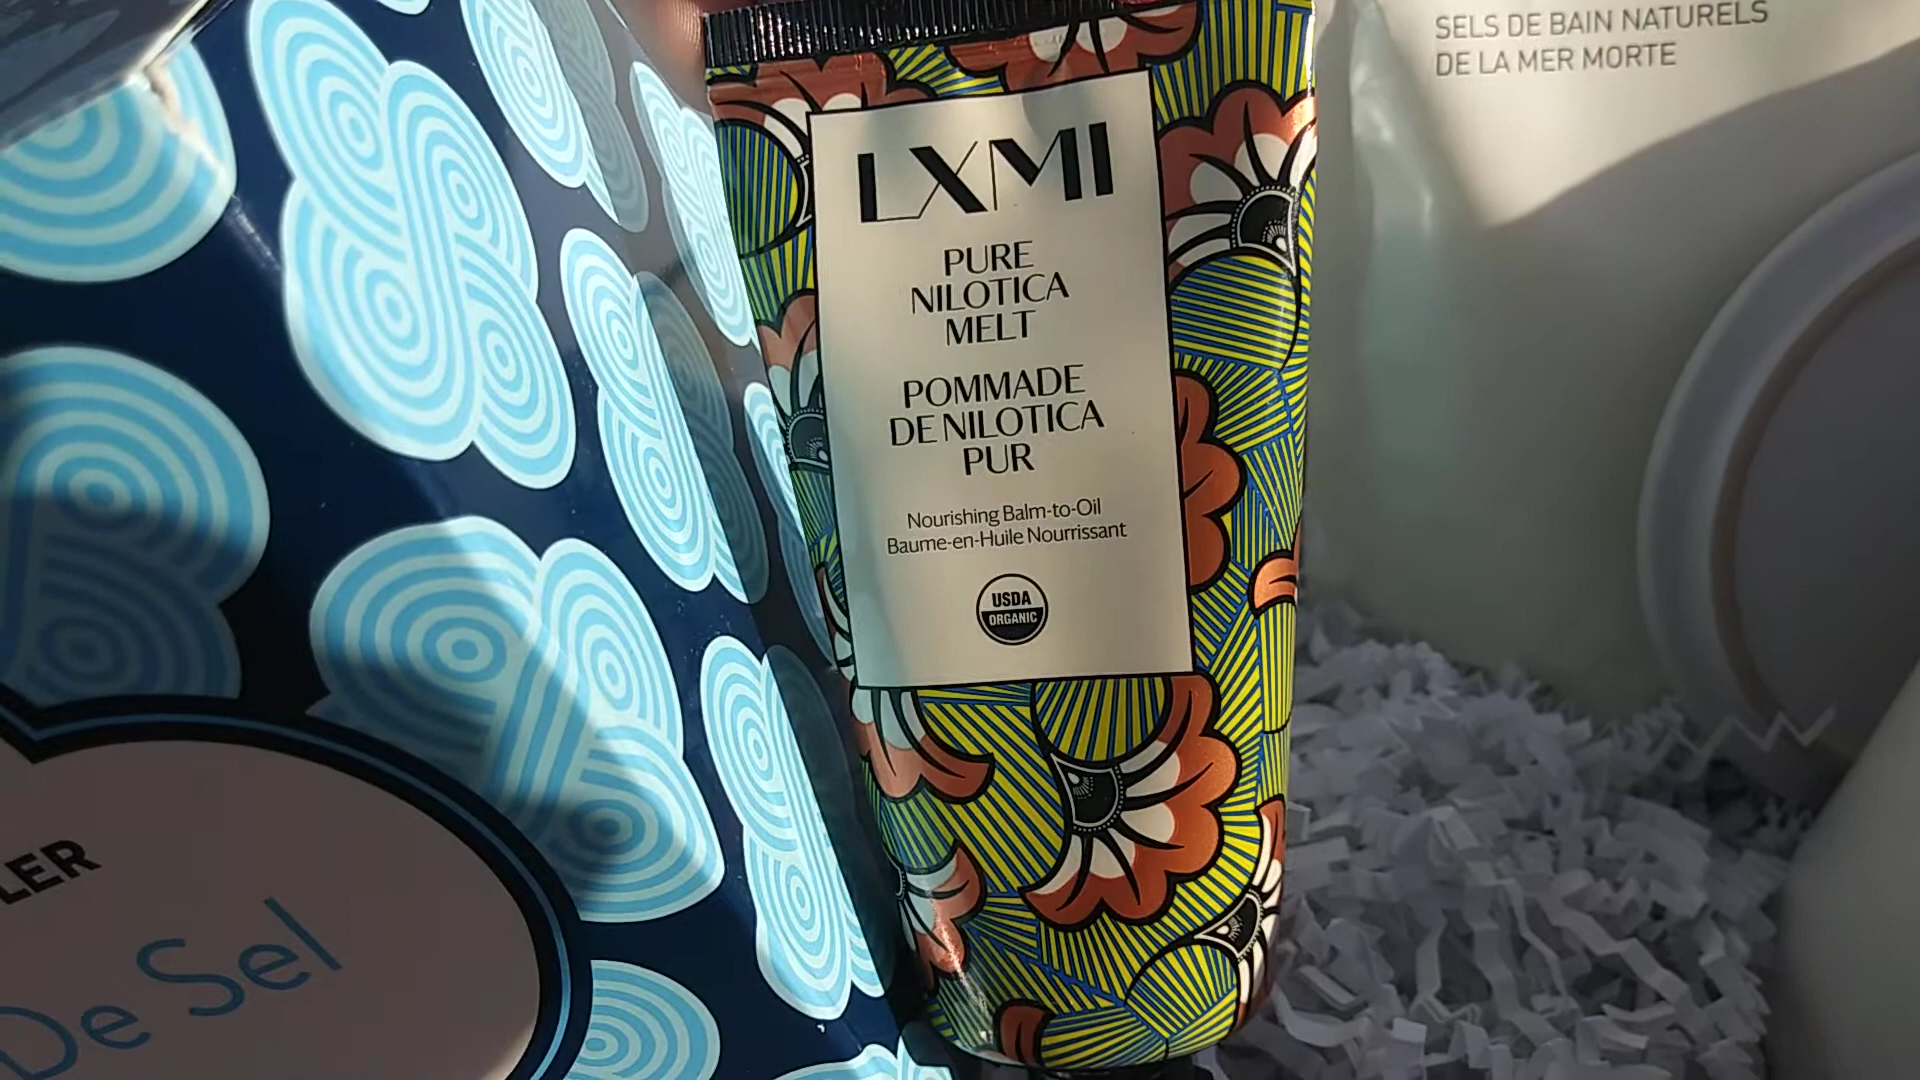 SELS DE BAIN NATURELS
DE LA MER MORTE
LXMI
PURE
NILOTICA
MELT
POMMADE
DE NILOTICA
PUR
Nourishing Balm-to-Oil
Baume-en-Huile Nourrissant
USDA
ORGANIC
LER
De Sel